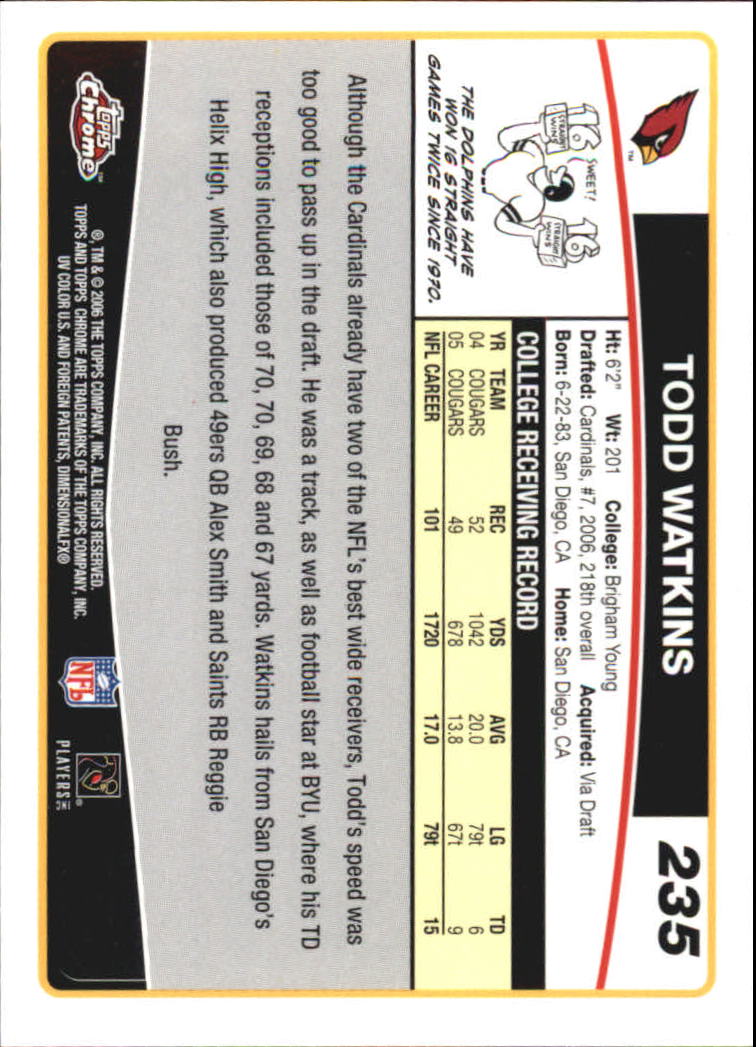 TODD WATKINS
235
Ht: 6'2" Wt: 201 College: Brigham Young
Drafted: Cardinals, #7, 2006, 218th overall Acquired: Via Draft
Born: 6-22-83, San Diego, CA Home: San Diego, CA
TM
16
STRAIGHT WINS
SWEET!
16
STRAIGHT WINS
THE DOLPHINS HAVE
WON 16 STRAIGHT
GAMES TWICE SINCE 1970.
COLLEGE RECEIVING RECORD
YR TEAM REC YDS AVG LG TD
04 COUGARS 52 1042 20.0 79t 6
05 COUGARS 49 678 13.8 67t 9
NFL CAREER 101 1720 17.0 79t 15
Although the Cardinals already have two of the NFL's best wide receivers, Todd's speed was
too good to pass up in the draft. He was a track, as well as football star at BYU, where his TD
receptions included those of 70, 70, 69, 68 and 67 yards. Watkins hails from San Diego's
Helix High, which also produced 49ers QB Alex Smith and Saints RB Reggie
Bush.
Topps
Chrome
TM
®, TM & © 2006 THE TOPPS COMPANY, INC. ALL RIGHTS RESERVED.
TOPPS AND TOPPS CHROME ARE TRADEMARKS OF THE TOPPS COMPANY, INC.
UV COLOR U.S. AND FOREIGN PATENTS, DIMENSIONALFX®
NFL
PLAYERS INC
®